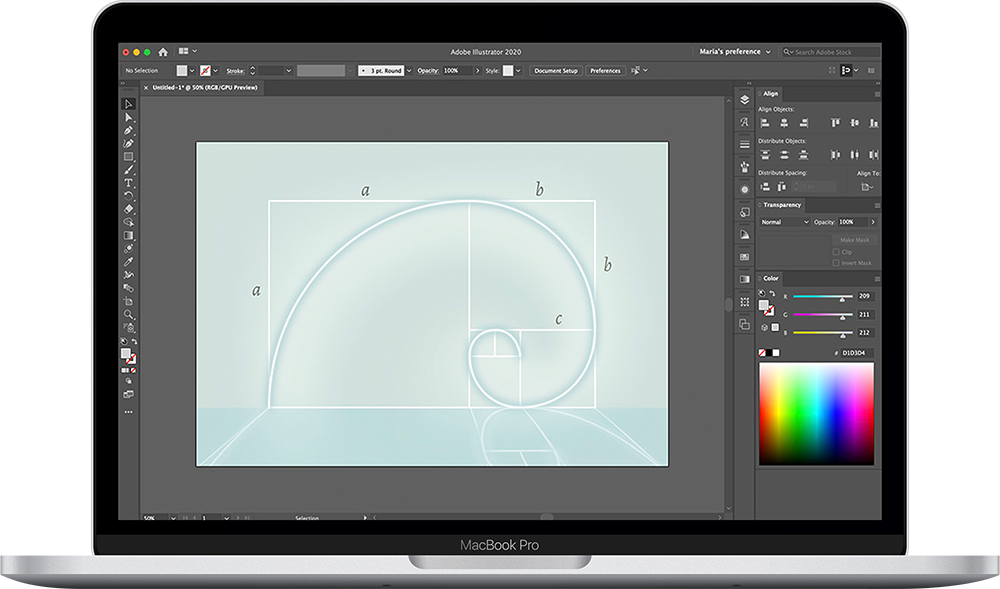 Adobe Illustrator 2020
Maria's preference
Search Adobe Stock
No Selection
Stroke:
3 pt. Round
Opacity:
100%
Style:
Document Setup
Preferences
× Untitled-1* @ 50% (RGB/GPU Preview)
Align
Align Objects:
Distribute Objects:
Distribute Spacing:
Align To:
Transparency
Normal
Opacity:
100%
Make Mask
Clip
Invert Mask
Color
R 209
G 211
B 212
# D1D3D4
a
b
a
b
c
50%
1
Selection
MacBook Pro